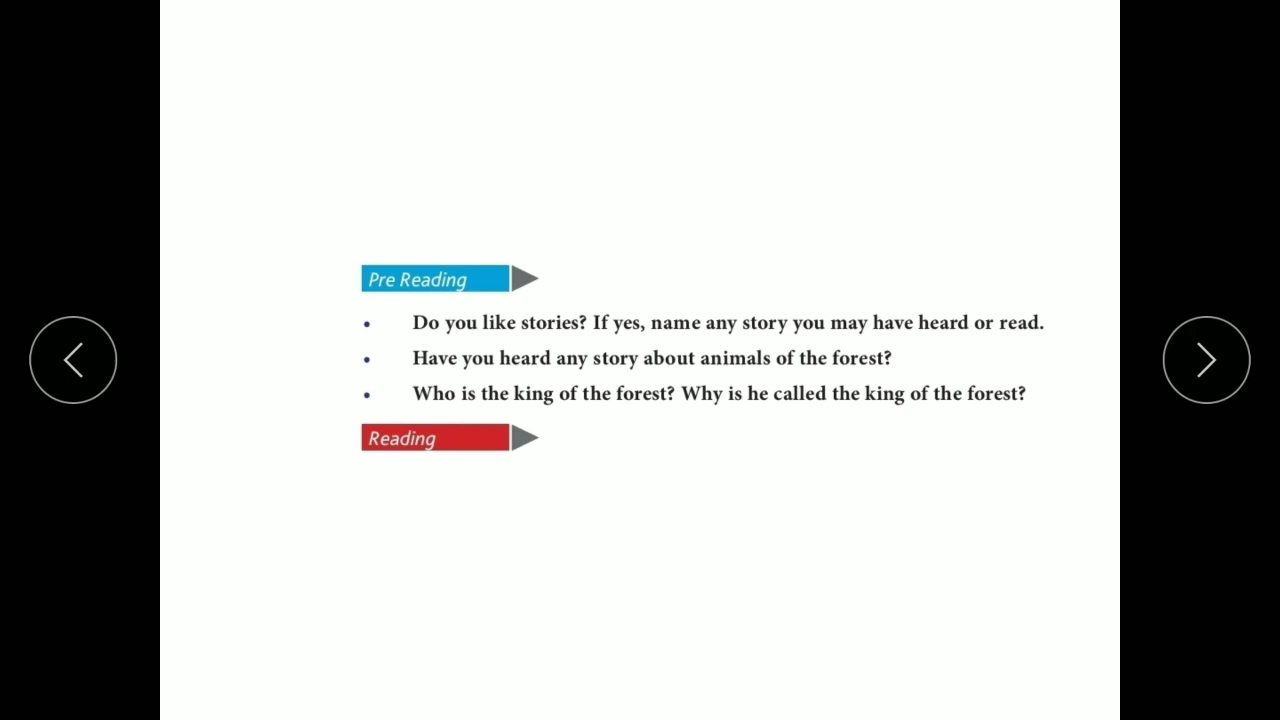 Pre Reading
• Do you like stories? If yes, name any story you may have heard or read.
• Have you heard any story about animals of the forest?
• Who is the king of the forest? Why is he called the king of the forest?
Reading